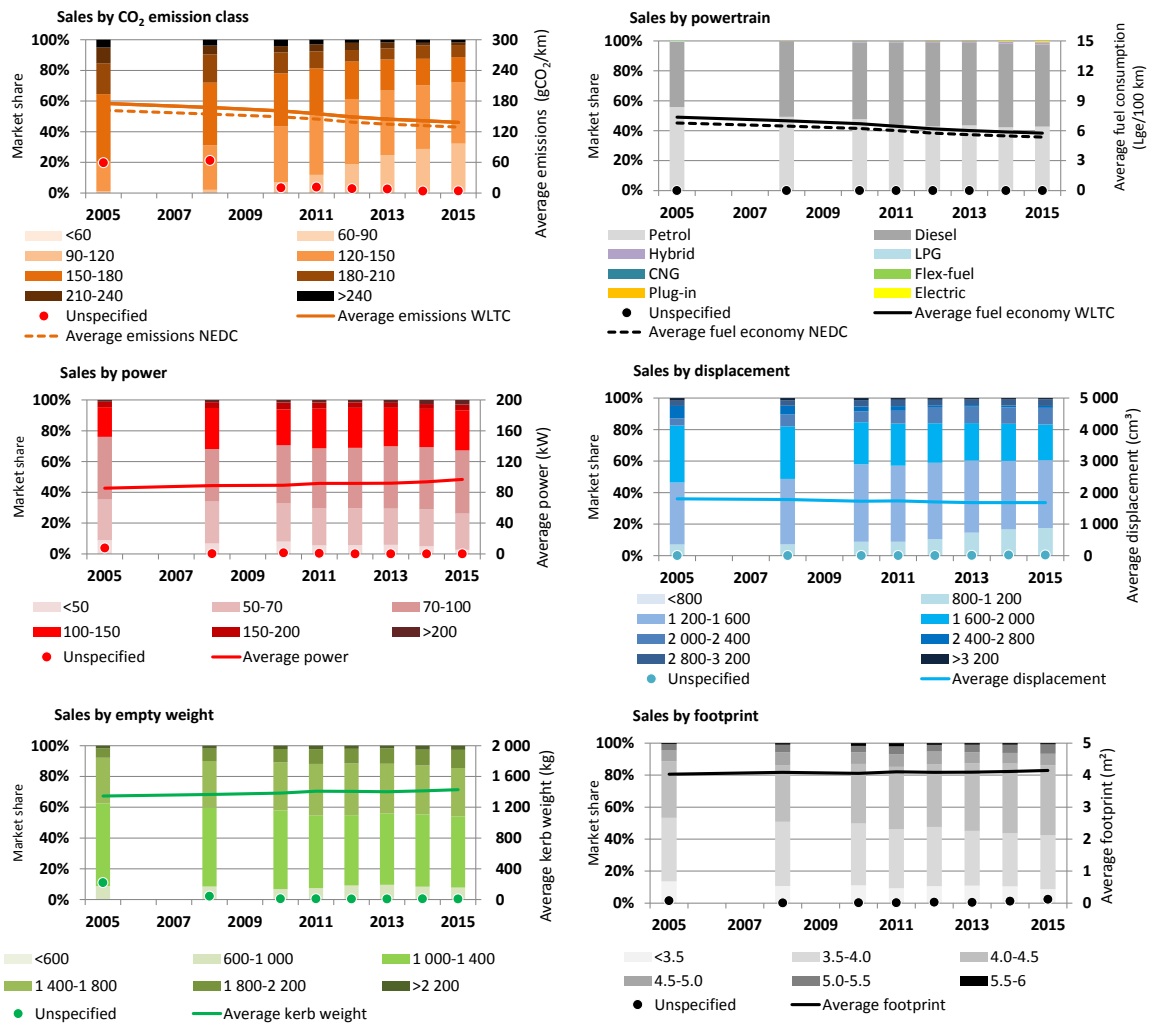 Sales by CO₂ emission class
100%
80%
60%
40%
20%
0%
Market share
300
240
180
120
60
0
Average emissions (gCO₂/km)
2005 2007 2009 2011 2013 2015
<60 60-90
90-120 120-150
150-180 180-210
210-240 >240
Unspecified Average emissions WLTC
Average emissions NEDC
Sales by powertrain
100%
80%
60%
40%
20%
0%
Market share
15
12
9
6
3
0
Average fuel consumption
(Lge/100 km)
2005 2007 2009 2011 2013 2015
Petrol Diesel
Hybrid LPG
CNG Flex-fuel
Plug-in Electric
Unspecified Average fuel economy WLTC
Average fuel economy NEDC
Sales by power
100%
80%
60%
40%
20%
0%
Market share
200
160
120
80
40
0
Average power (kW)
2005 2007 2009 2011 2013 2015
<50 50-70 70-100
100-150 150-200 >200
Unspecified Average power
Sales by displacement
100%
80%
60%
40%
20%
0%
Market share
5 000
4 000
3 000
2 000
1 000
0
Average displacement (cm³)
2005 2007 2009 2011 2013 2015
<800 800-1 200
1 200-1 600 1 600-2 000
2 000-2 400 2 400-2 800
2 800-3 200 >3 200
Unspecified Average displacement
Sales by empty weight
100%
80%
60%
40%
20%
0%
Market share
2 000
1 600
1 200
800
400
0
Average kerb weight (kg)
2005 2007 2009 2011 2013 2015
<600 600-1 000 1 000-1 400
1 400-1 800 1 800-2 200 >2 200
Unspecified Average kerb weight
Sales by footprint
100%
80%
60%
40%
20%
0%
Market share
5
4
3
2
1
0
Average footprint (m²)
2005 2007 2009 2011 2013 2015
<3.5 3.5-4.0 4.0-4.5
4.5-5.0 5.0-5.5 5.5-6
Unspecified Average footprint